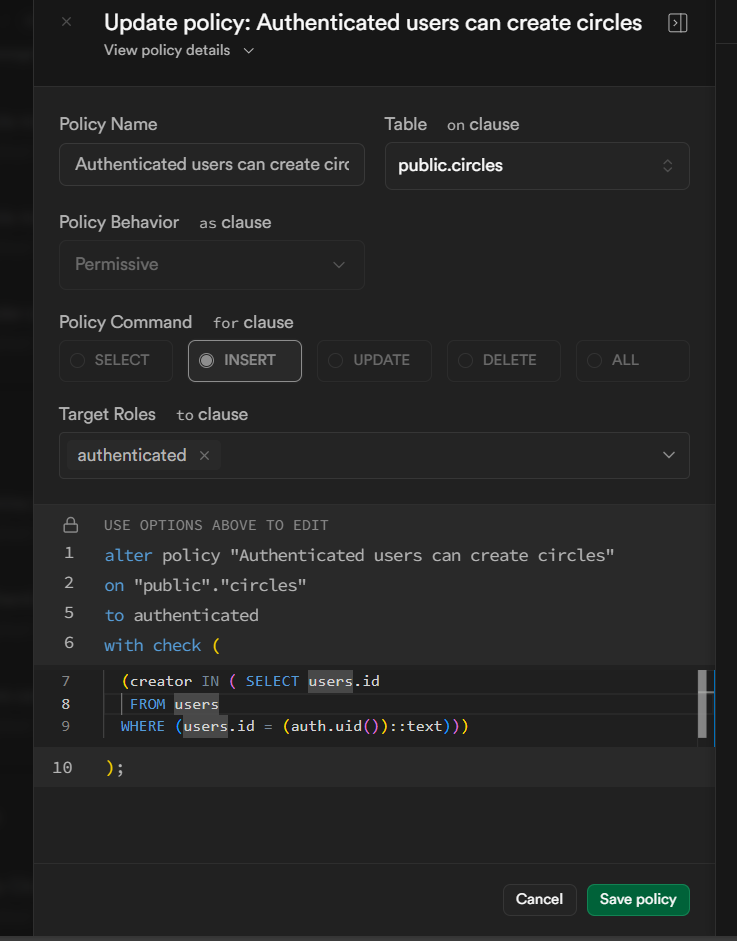 Update policy: Authenticated users can create circles
View policy details
Policy Name
Table on clause
Authenticated users can create circ
public.circles
Policy Behavior as clause
Permissive
Policy Command for clause
SELECT INSERT UPDATE DELETE ALL
Target Roles to clause
authenticated ×
USE OPTIONS ABOVE TO EDIT
1 alter policy "Authenticated users can create circles"
2 on "public"."circles"
5 to authenticated
6 with check (
7 (creator IN ( SELECT users.id
8 FROM users
9 WHERE (users.id = (auth.uid())::text)))
10 );
Cancel Save policy